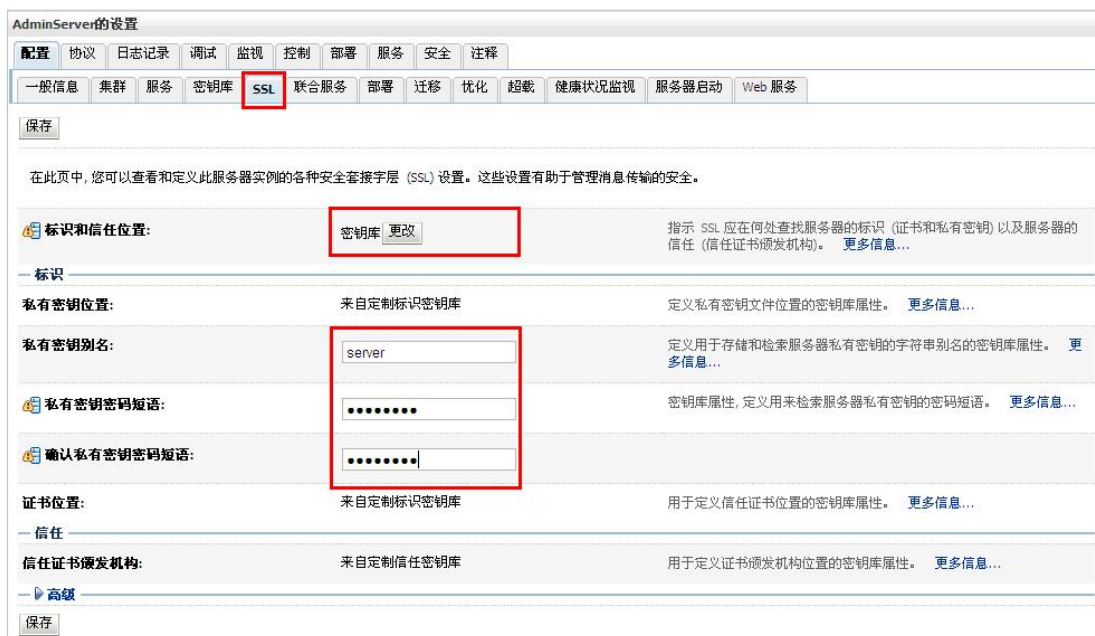 AdminServer的设置
配置 协议 日志记录 调试 监视 控制 部署 服务 安全 注释
一般信息 集群 服务 密钥库 SSL 联合服务 部署 迁移 优化 超载 健康状况监视 服务器启动 Web 服务
保存
在此页中, 您可以查看和定义此服务器实例的各种安全套接字层 (SSL) 设置。这些设置有助于管理消息传输的安全。
标识和信任位置: 密钥库 更改 指示 SSL 应在何处查找服务器的标识 (证书和私有密钥) 以及服务器的
信任 (信任证书颁发机构)。 更多信息...
标识
私有密钥位置: 来自定制标识密钥库 定义私有密钥文件位置的密钥库属性。 更多信息...
私有密钥别名: server 定义用于存储和检索服务器私有密钥的字符串别名的密钥库属性。 更
多信息...
私有密钥密码短语: •••••••• 密钥库属性, 定义用来检索服务器私有密钥的密码短语。 更多信息...
确认私有密钥密码短语: ••••••••
证书位置: 来自定制标识密钥库 用于定义信任证书位置的密钥库属性。 更多信息...
信任
信任证书颁发机构: 来自定制信任密钥库 用于定义证书颁发机构位置的密钥库属性。 更多信息...
高级
保存